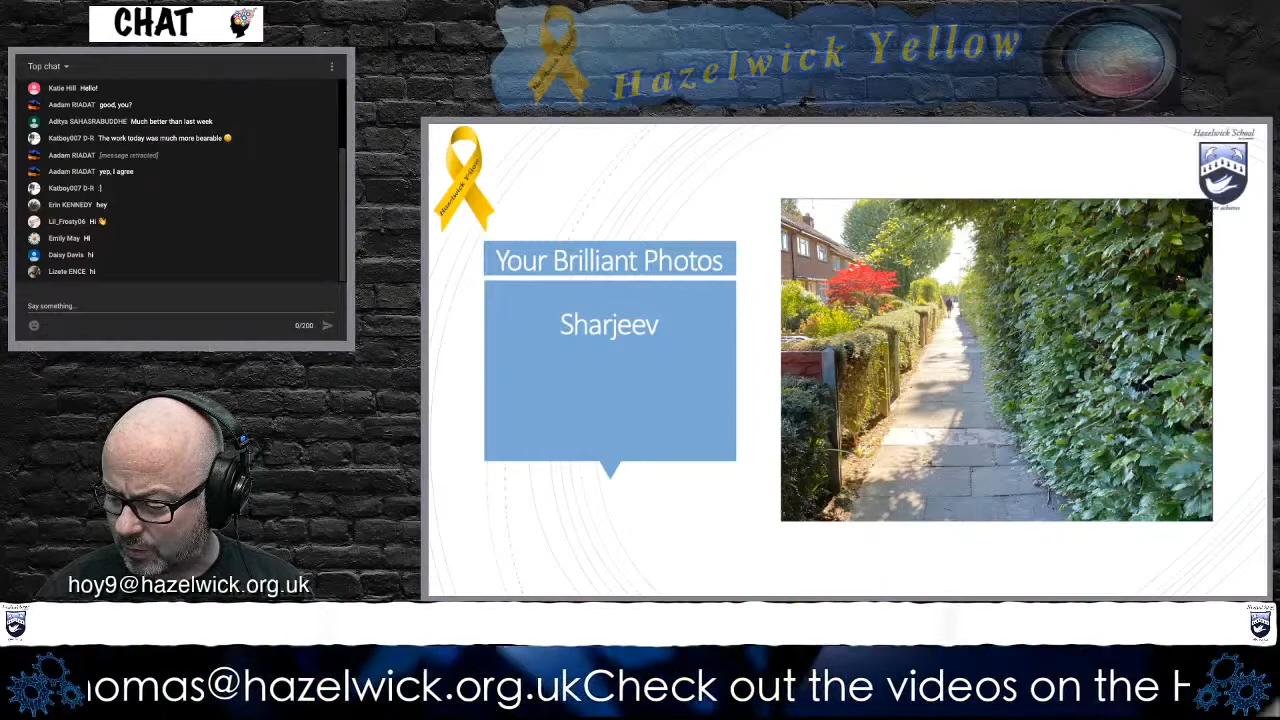 CHAT
Hazelwick Yellow
Top chat
Katie Hill Hello!
Aadam RIADAT good, you?
Aditya SAHASRABUDDHE Much better than last week
Katboy007 D-R The work today was much more bearable 😀
Aadam RIADAT [message retracted]
Aadam RIADAT yep, I agree
Katboy007 D-R :]
Erin KENNEDY hey
Lil_Frosty06 Hi 👋
Emily May Hi
Daisy Davis hi
Lizete ENCE hi
Say something...
0/200
Hazelwick Yellow
Hazelwick School
Your Brilliant Photos
Sharjeev
hoy9@hazelwick.org.uk
homas@hazelwick.org.ukCheck out the videos on the H